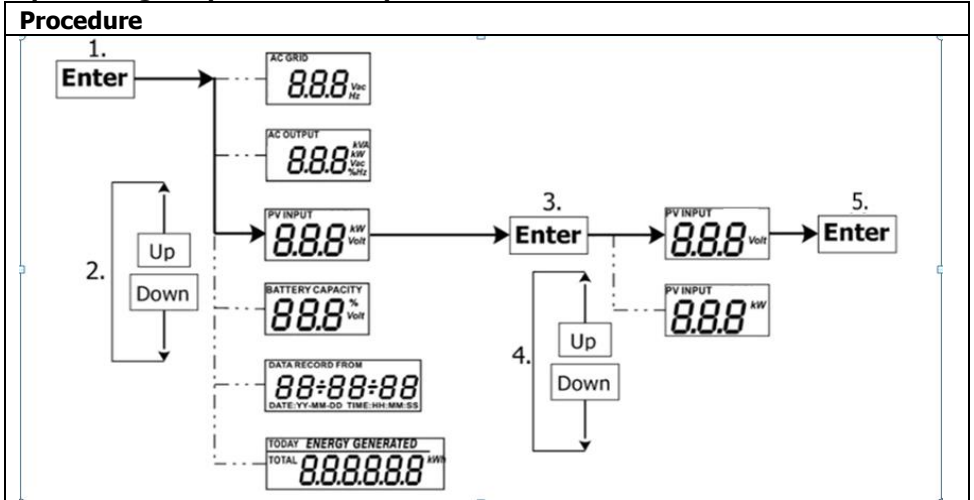 Procedure
1.
Enter
AC GRID
8.8.8 Vac
Hz
AC OUTPUT
8.8.8 kVA
kW
Vac
%Hz
2.
Up
Down
PV INPUT
8.8.8 kW
Volt
BATTERY CAPACITY
88.8 %
Volt
DATA RECORD FROM
88:88:88
DATE:YY-MM-DD TIME:HH:MM:SS
TODAY ENERGY GENERATED
TOTAL 8.8.8.8.8.8 kWh
3.
Enter
4.
Up
Down
PV INPUT
8.8.8 Volt
PV INPUT
8.8.8 kW
5.
Enter